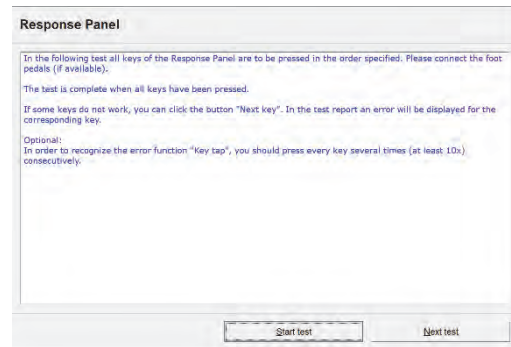 Response Panel
In the following test all keys of the Response Panel are to be pressed in the order specified. Please connect the foot
pedals (if available).
The test is complete when all keys have been pressed.
If some keys do not work, you can click the button "Next key". In the test report an error will be displayed for the
corresponding key.
Optional:
In order to recognize the error function "Key tap", you should press every key several times (at least 10x)
consecutively.
Start test
Next test